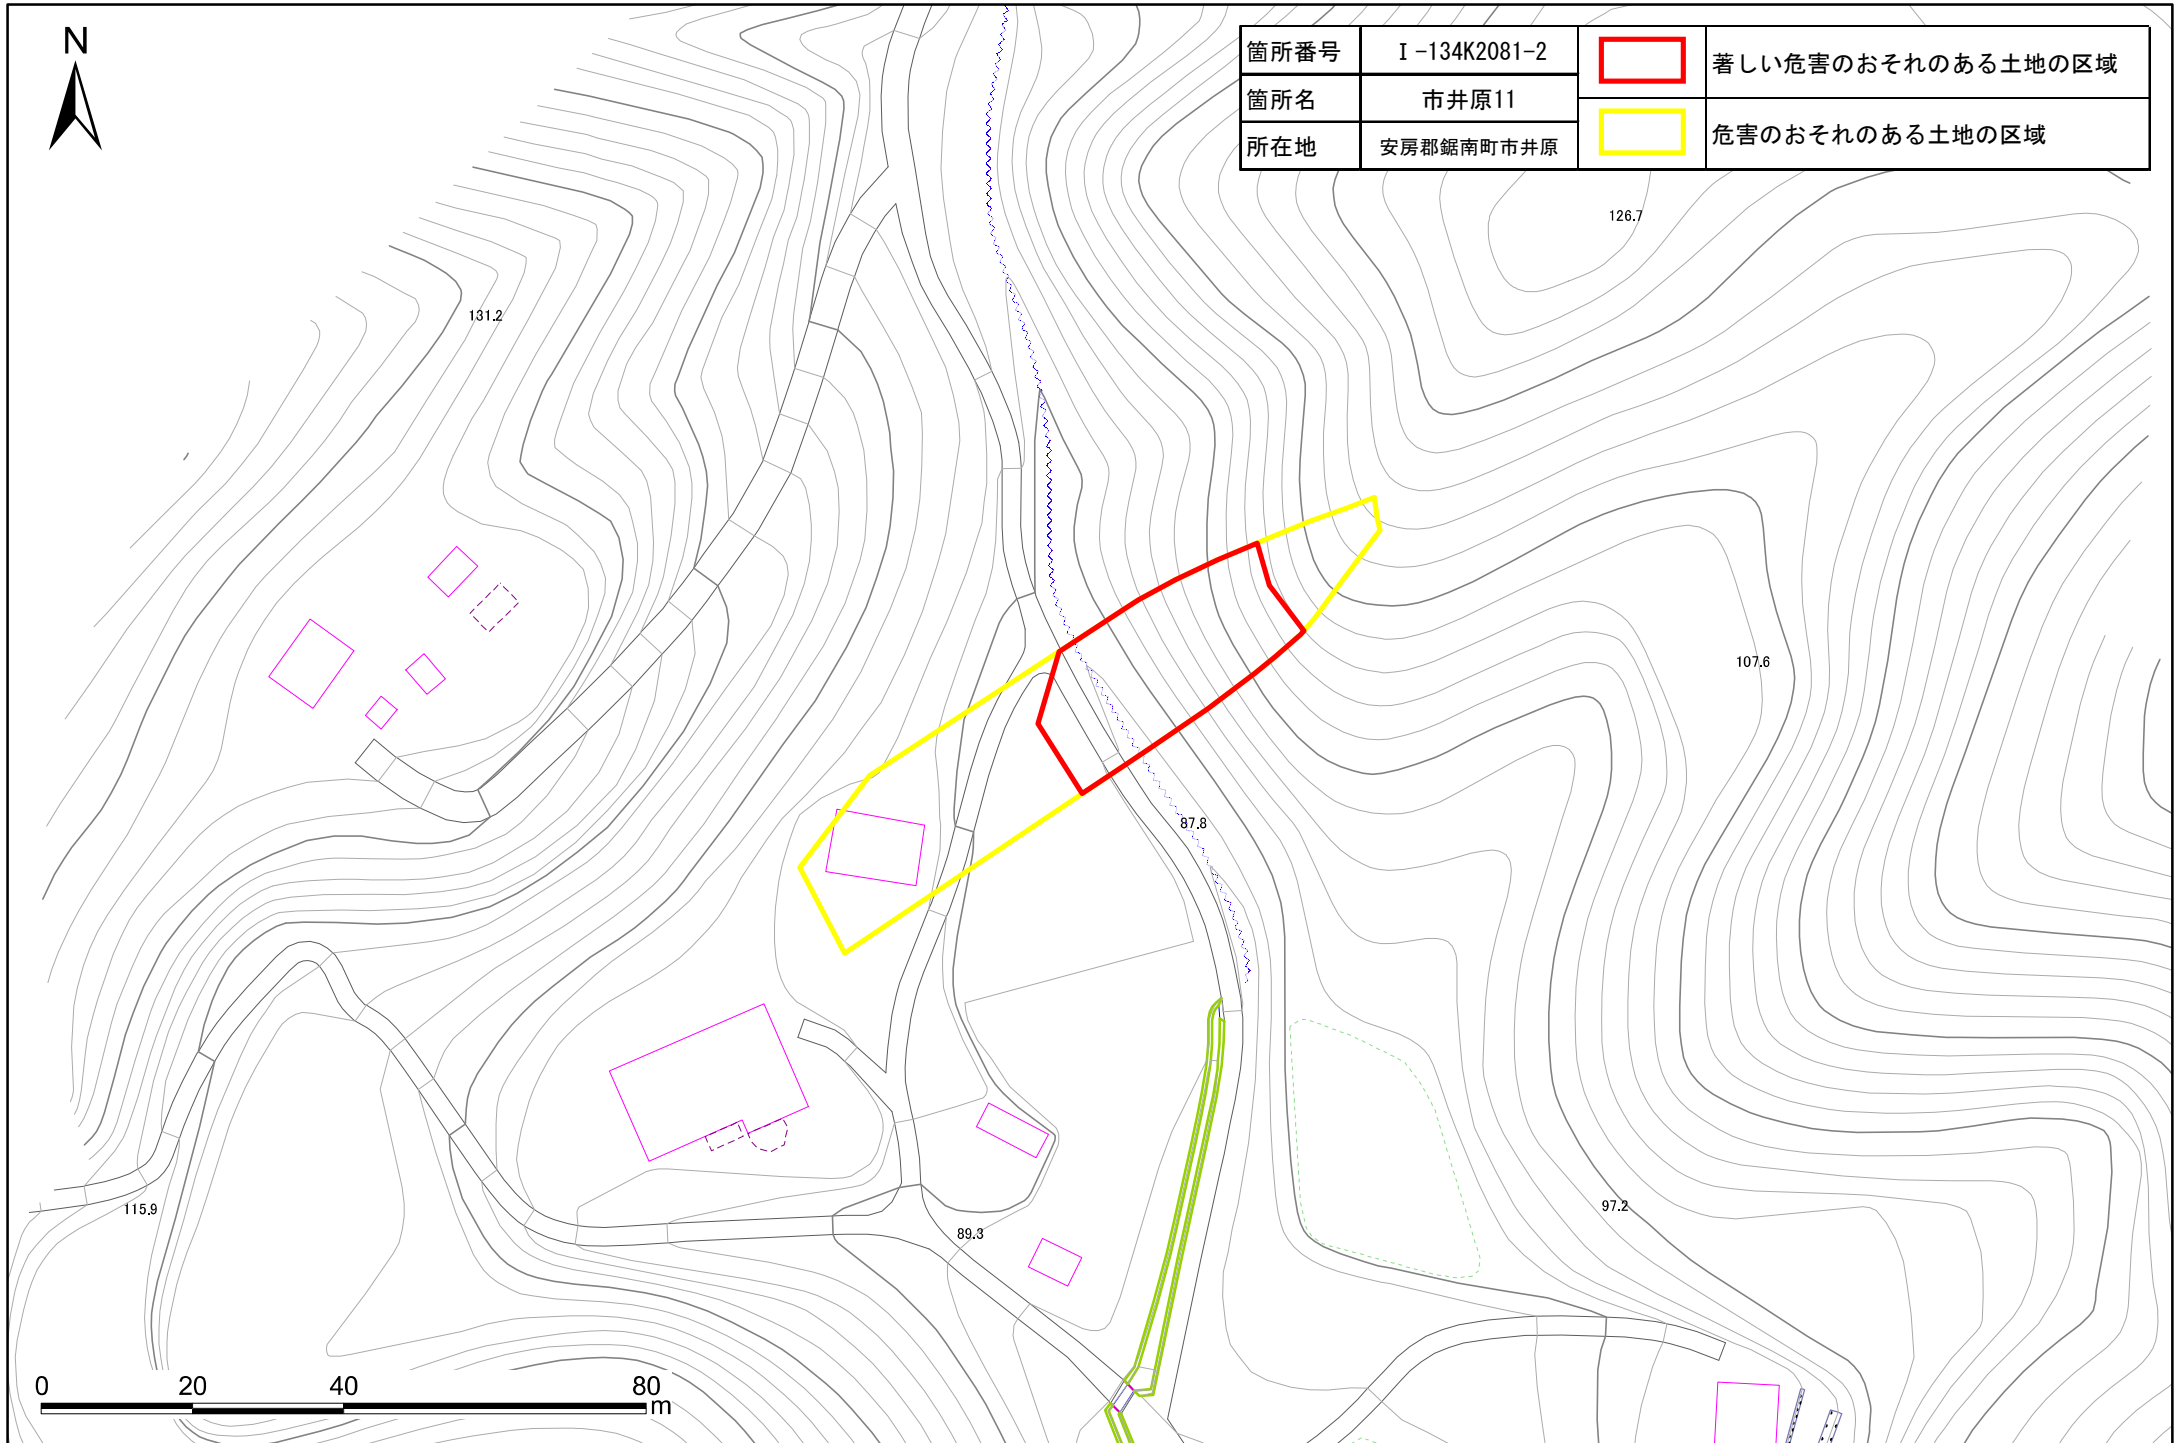 N
箇所番号 Ⅰ-134K2081-2 著しい危害のおそれのある土地の区域
箇所名 市井原11
危害のおそれのある土地の区域
所在地 安房郡鋸南町市井原
126.7
131.2
107.6
87.8
97.2
115.9
89.3
0 20 40 80
m